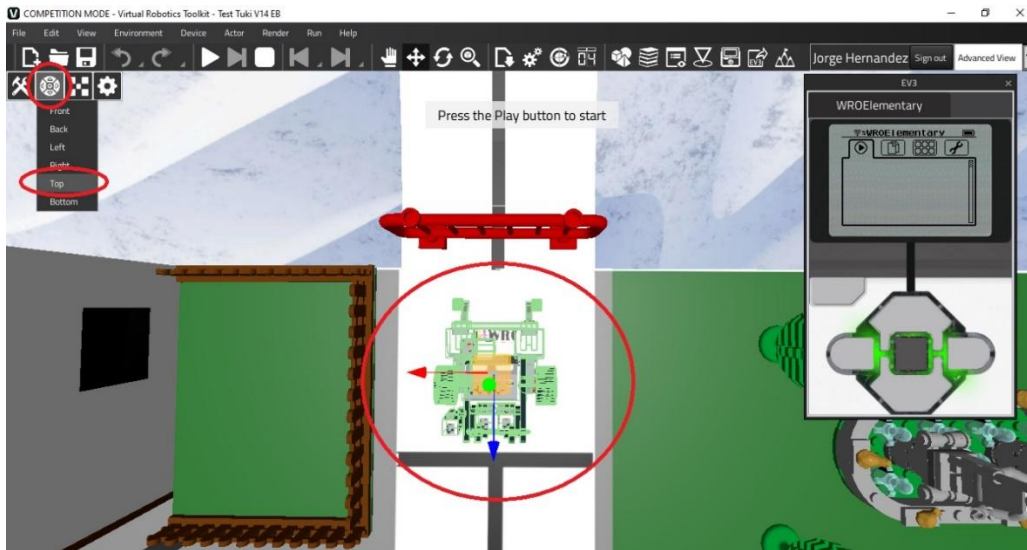 V COMPETITION MODE - Virtual Robotics Toolkit - Test Tuki V14 EB
File Edit View Environment Device Actor Render Run Help
Jorge Hernandez Sign out Advanced View
EV3
WROElementary
WROElementary
Press the Play button to start
Front
Back
Left
Right
Top
Bottom
WRO